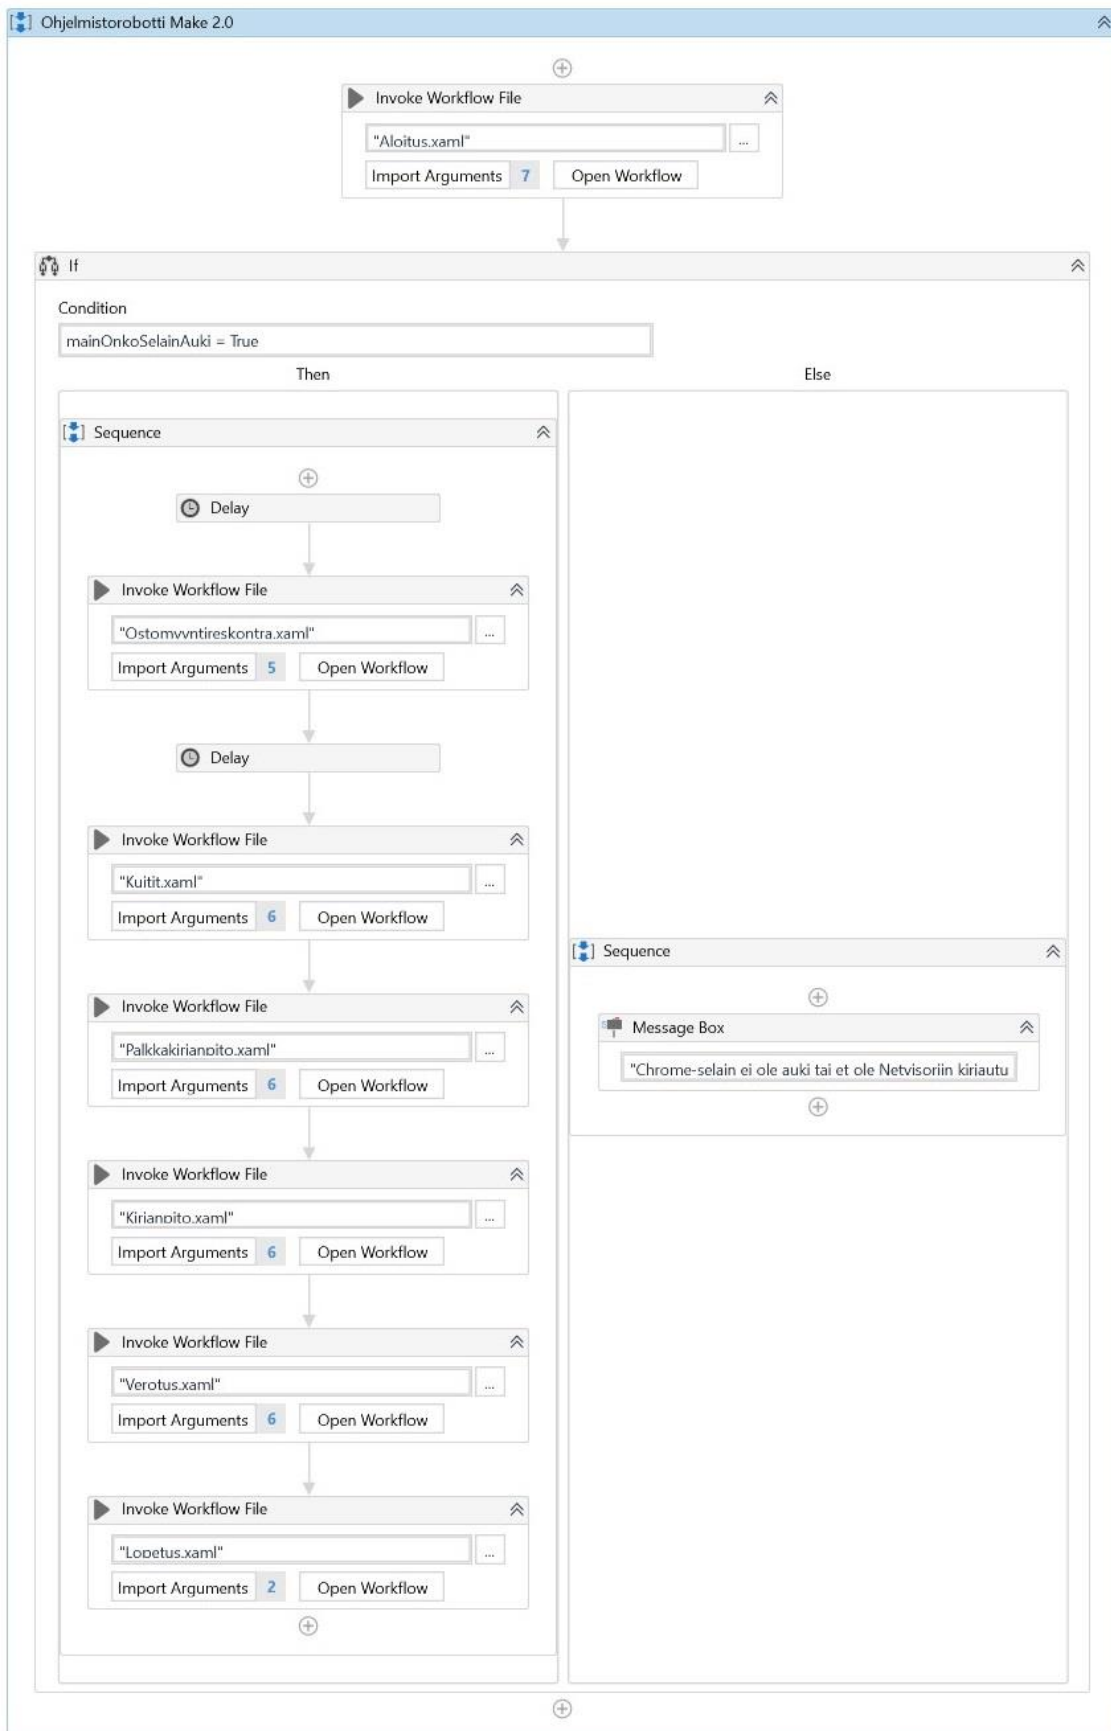 Ohjelmistorobotti Make 2.0
Invoke Workflow File
"Aloitus.xaml"
...
Import Arguments 7 Open Workflow
If
Condition
mainOnkoSelainAuki = True
Then
Else
Sequence
Delay
Invoke Workflow File
"Ostomyyntireskontra.xaml"
...
Import Arguments 5 Open Workflow
Delay
Invoke Workflow File
"Kuitit.xaml"
...
Import Arguments 6 Open Workflow
Invoke Workflow File
"Palkkakirjanpito.xaml"
...
Import Arguments 6 Open Workflow
Invoke Workflow File
"Kirjanpito.xaml"
...
Import Arguments 6 Open Workflow
Invoke Workflow File
"Verotus.xaml"
...
Import Arguments 6 Open Workflow
Invoke Workflow File
"Lopetus.xaml"
...
Import Arguments 2 Open Workflow
Sequence
Message Box
"Chrome-selain ei ole auki tai et ole Netvisoriin kirjautu